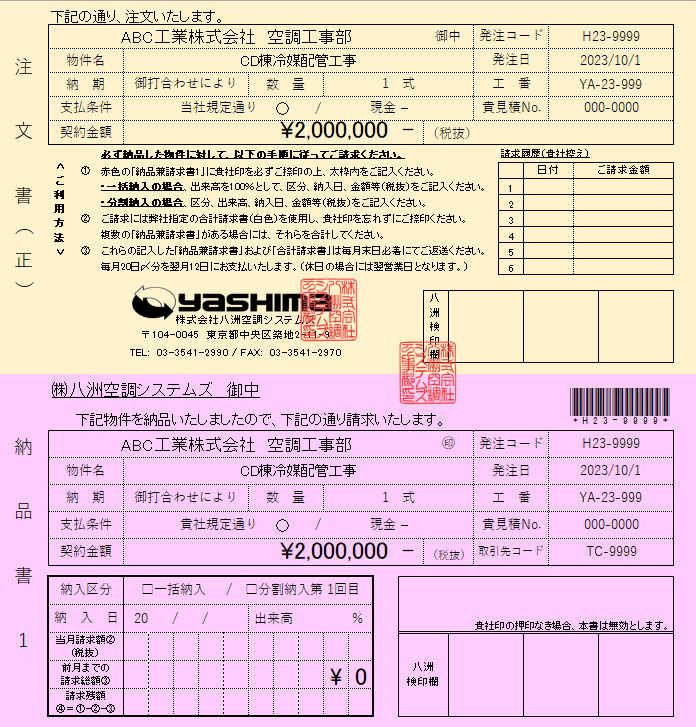 下記の通り、注文いたします。
注文書（正）
ABC工業株式会社 空調工事部 御中 発注コード H23-9999
物件名 CD棟冷媒配管工事 発注日 2023/10/1
納 期 御打合わせにより 数 量 1 式 工 番 YA-23-999
支払条件 当社規定通り ○ / 現金 − 貴見積No. 000-0000
契約金額 ¥2,000,000 − (税抜)
＜ご利用方法＞
必ず納品した物件に対して、以下の手順に従ってご請求ください。
① 赤色の「納品兼請求書1」に貴社印を必ずご捺印の上、太枠内をご記入ください。
・一括納入の場合、出来高を100%として、区分、納入日、金額等(税抜)をご記入ください。
・分割納入の場合、区分、出来高、納入日、金額等(税抜)をご記入ください。
② ご請求には弊社指定の合計請求書(白色)を使用し、貴社印を忘れずにご捺印ください。
複数の「納品兼請求書」がある場合には、それらを合計してください。
③ これらの記入した「納品兼請求書」および「合計請求書」は毎月末日必着にてご返送ください。
毎月20日〆分を翌月12日にお支払いたします。(休日の場合には翌営業日となります。)
請求履歴(貴社控え)
日付 ご請求金額
1
2
3
4
5
6
yashima
株式会社八洲空調システムズ
〒104-0045 東京都中央区築地2-11-9
TEL: 03-3541-2990 / FAX: 03-3541-2970
八洲検印欄
㈱八洲空調システムズ 御中
下記物件を納品いたしましたので、下記の通り請求いたします。
*H23-9999*
納品書1
ABC工業株式会社 空調工事部 ㊞ 発注コード H23-9999
物件名 CD棟冷媒配管工事 発注日 2023/10/1
納 期 御打合わせにより 数 量 1 式 工 番 YA-23-999
支払条件 貴社規定通り ○ / 現金 − 貴見積No. 000-0000
契約金額 ¥2,000,000 − (税抜) 取引先コード TC-9999
納入区分 □一括納入 / □分割納入第 1回目
納 入 日 20 / / 出来高 %
当月請求額②
(税抜)
前月までの
請求総額③ ¥ 0
請求残額
④=①-②-③
貴社印の押印なき場合、本書は無効とします。
八洲
検印欄